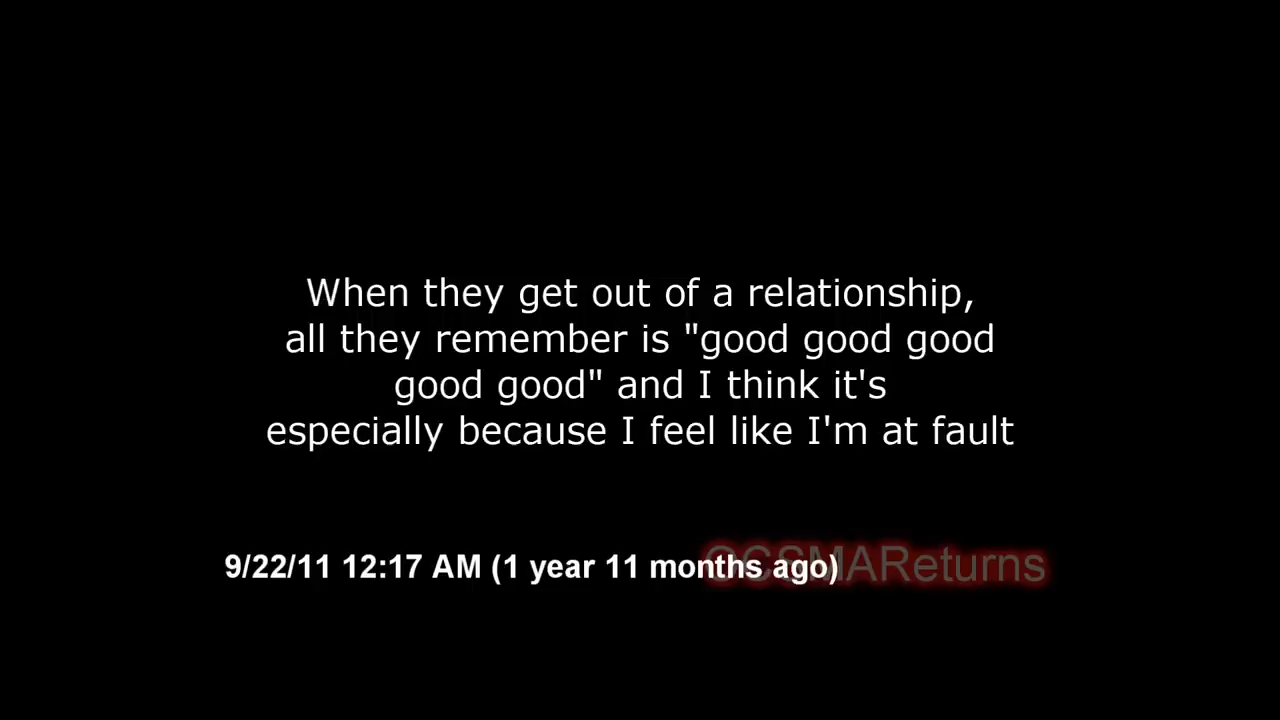 When they get out of a relationship,
all they remember is "good good good
good good" and I think it's
especially because I feel like I'm at fault
9/22/11 12:17 AM (1 year 11 months ago)
@CSMAReturns